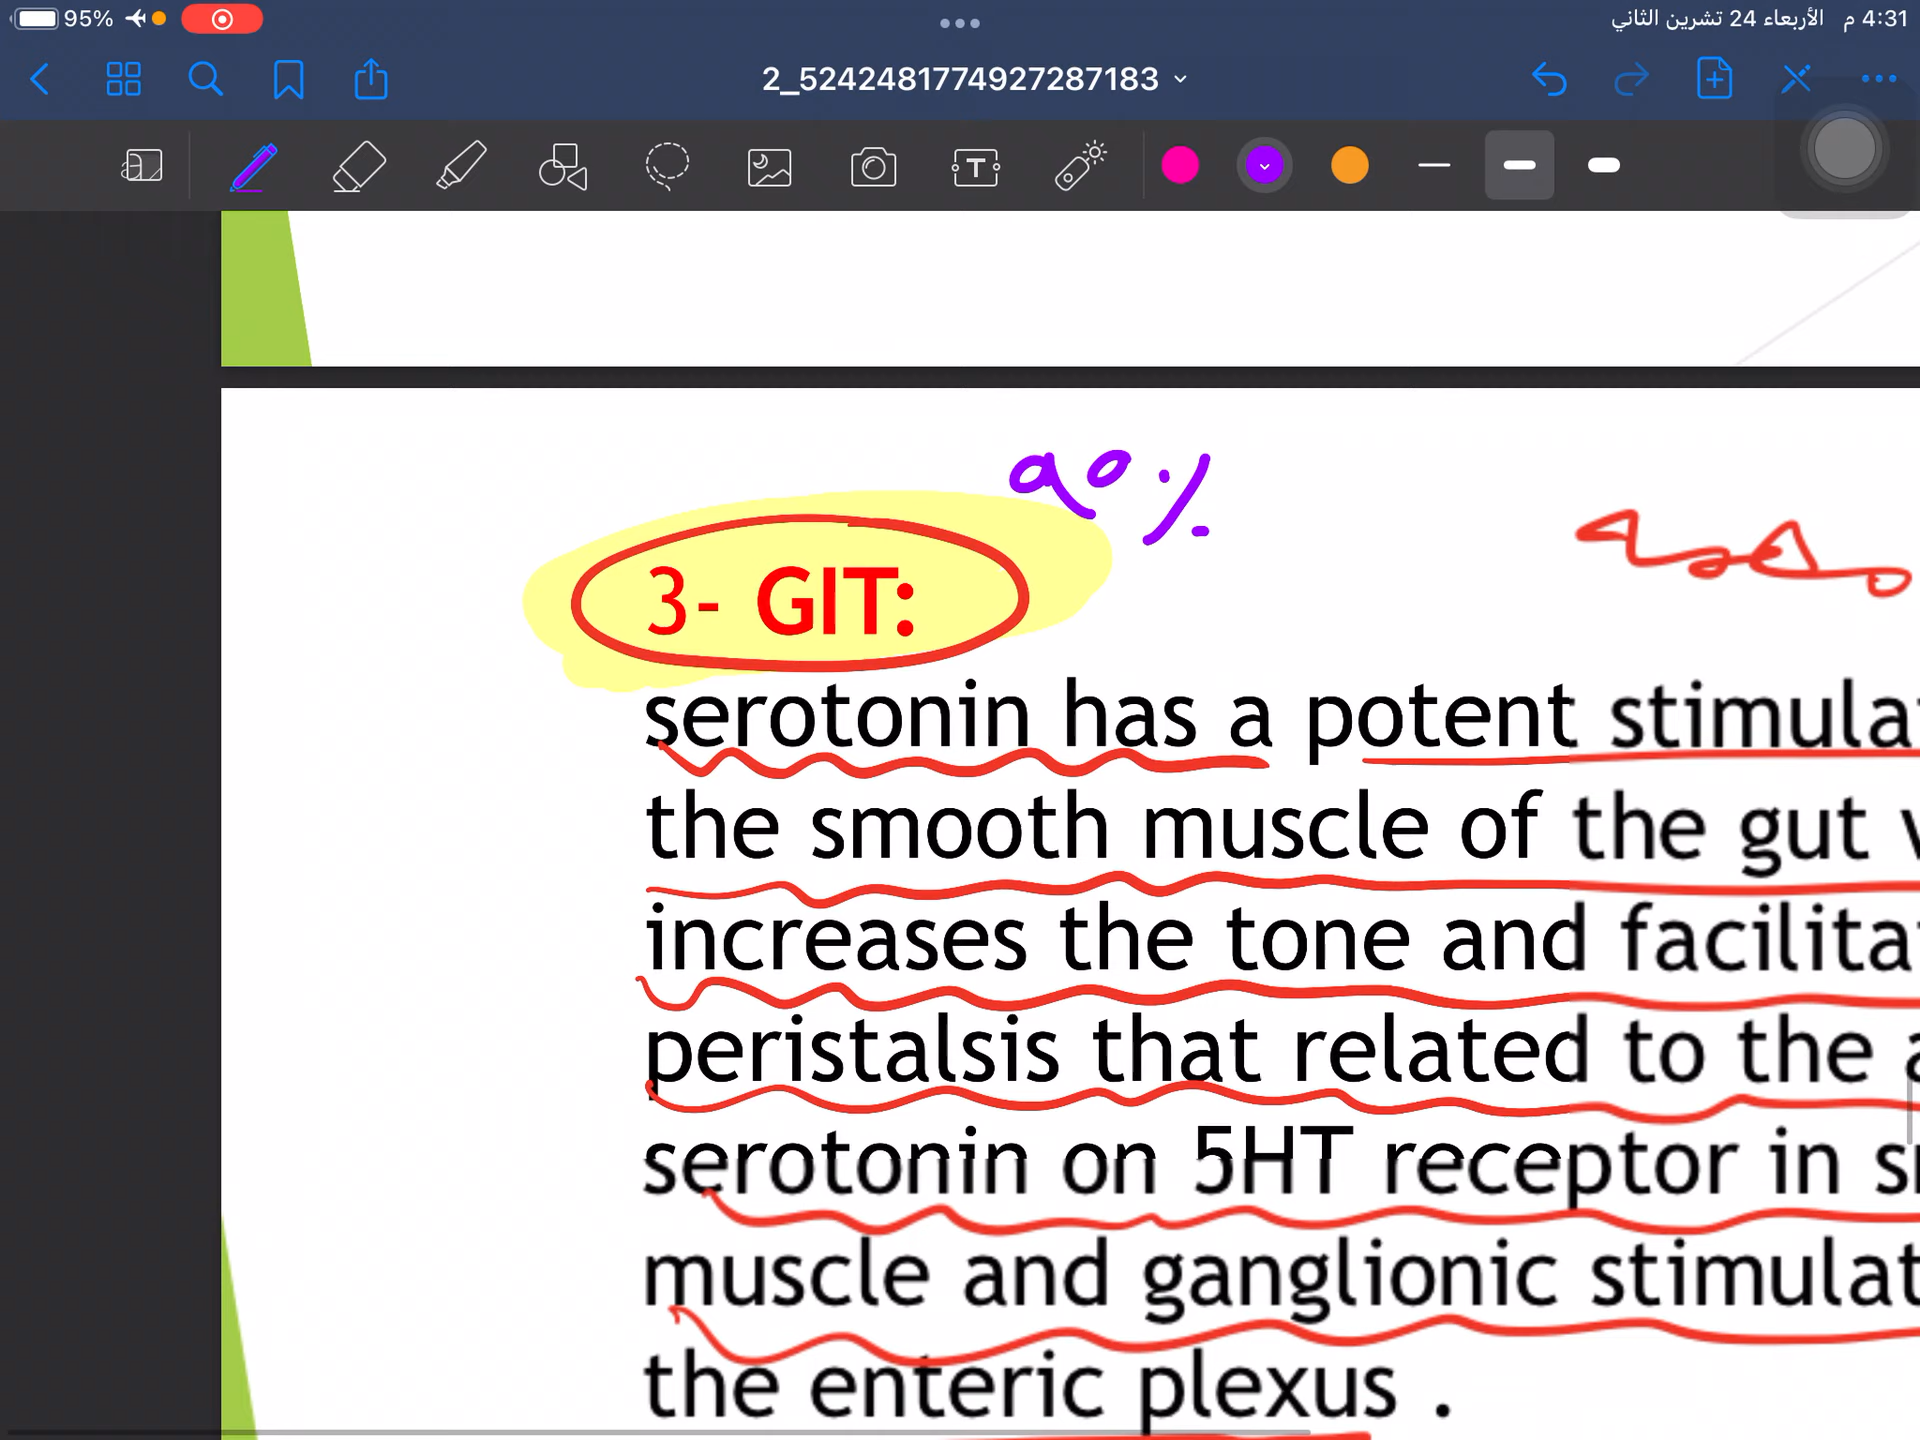 95%
4:31 م الأربعاء 24 تشرين الثاني
2_5242481774927287183
T
٩٥٪
3- GIT:
serotonin has a potent stimula
the smooth muscle of the gut
increases the tone and facilita
peristalsis that related to the a
serotonin on 5HT receptor in s
muscle and ganglionic stimulat
the enteric plexus .